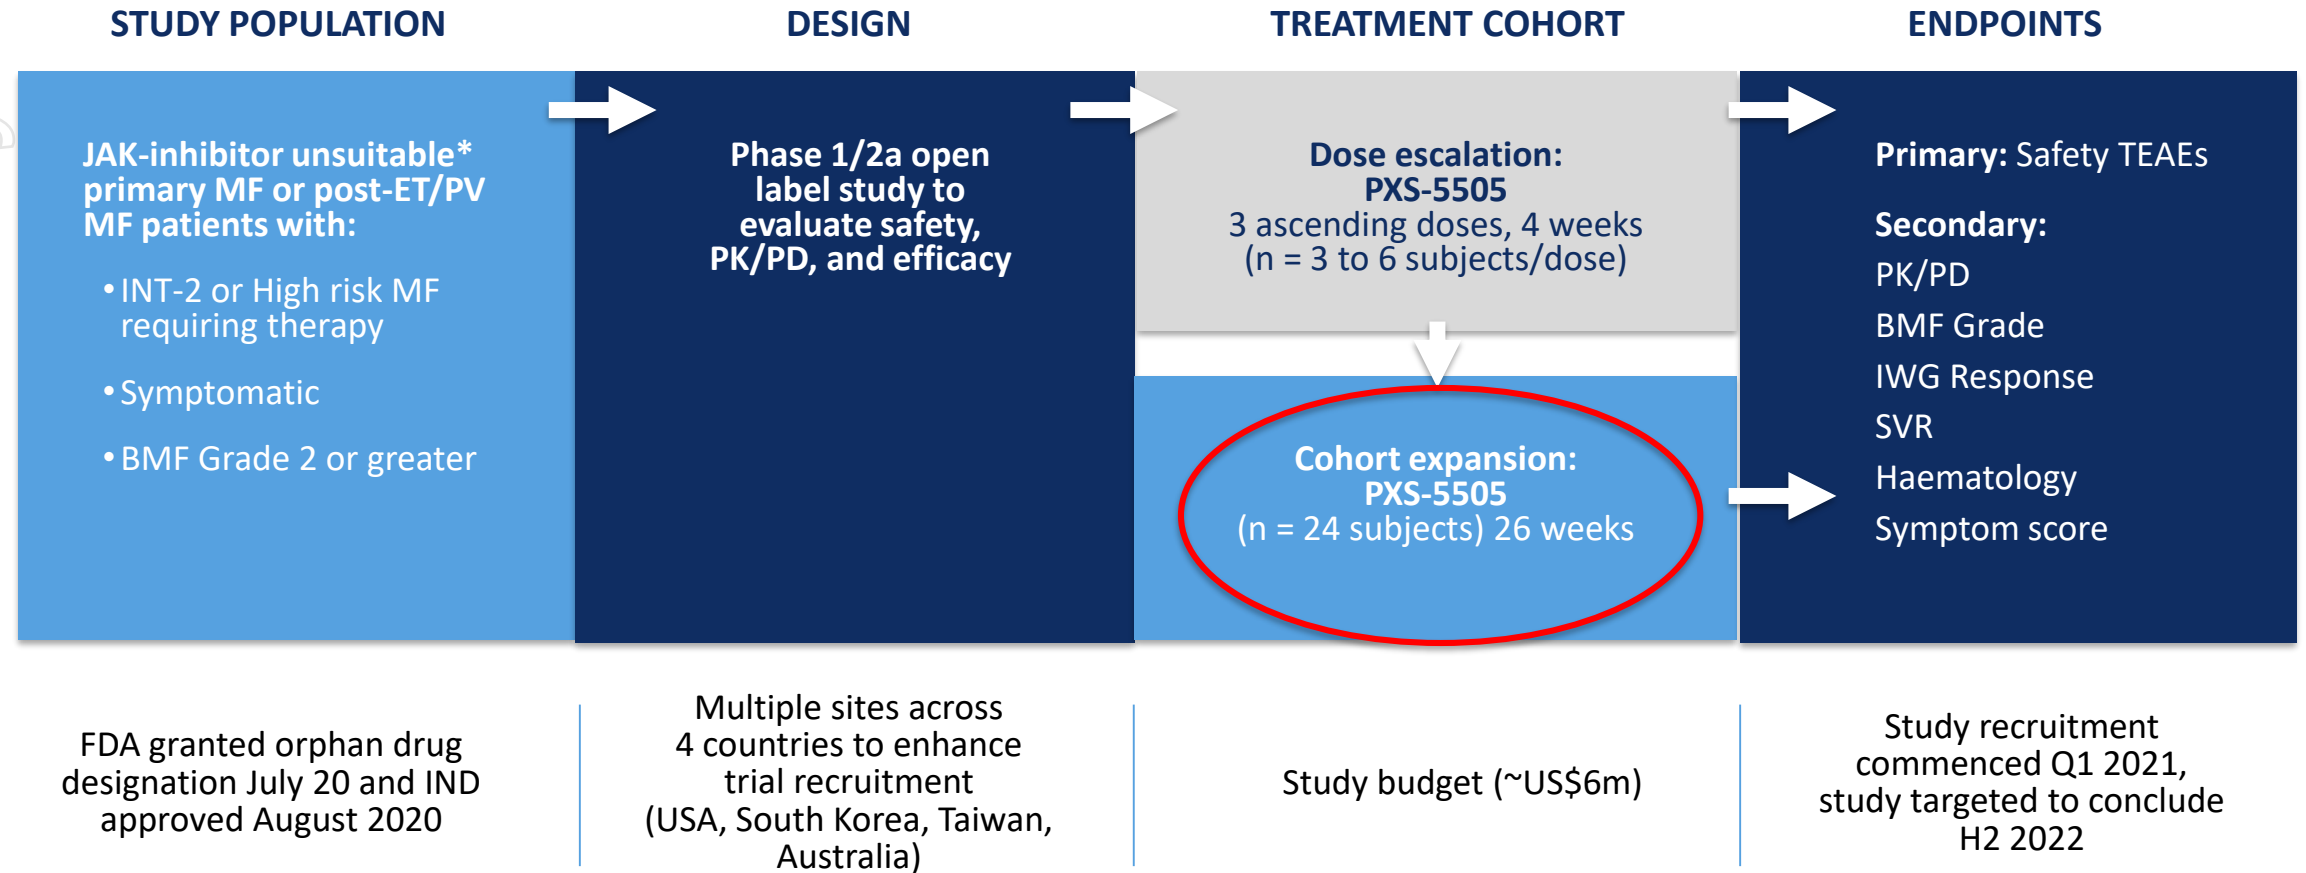 STUDY POPULATION
JAK-inhibitor unsuitable*
primary MF or post-ET/PV
MF patients with:
• INT-2 or High risk MF
requiring therapy
• Symptomatic
• BMF Grade 2 or greater
FDA granted orphan drug
designation July 20 and IND
approved August 2020
DESIGN
Phase 1/2a open
label study to
evaluate safety,
PK/PD, and efficacy
Multiple sites across
4 countries to enhance
trial recruitment
(USA, South Korea, Taiwan,
Australia)
TREATMENT COHORT
Dose escalation:
PXS-5505
3 ascending doses, 4 weeks
(n = 3 to 6 subjects/dose)
Cohort expansion:
PXS-5505
(n = 24 subjects) 26 weeks
Study budget (~US$6m)
ENDPOINTS
Primary: Safety TEAEs
Secondary:
PK/PD
BMF Grade
IWG Response
SVR
Haematology
Symptom score
Study recruitment
commenced Q1 2021,
study targeted to conclude
H2 2022